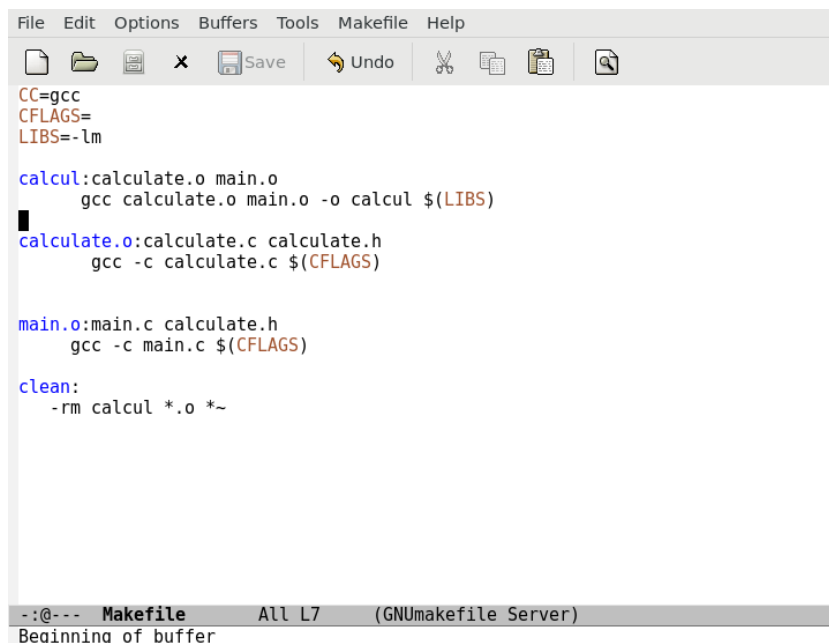 File Edit Options Buffers Tools Makefile Help
Save Undo
CC=gcc
CFLAGS=
LIBS=-lm
calcul:calculate.o main.o
gcc calculate.o main.o -o calcul $(LIBS)
calculate.o:calculate.c calculate.h
gcc -c calculate.c $(CFLAGS)
main.o:main.c calculate.h
gcc -c main.c $(CFLAGS)
clean:
-rm calcul *.o *~
-:@--- Makefile All L7 (GNUmakefile Server)
Beginning of buffer